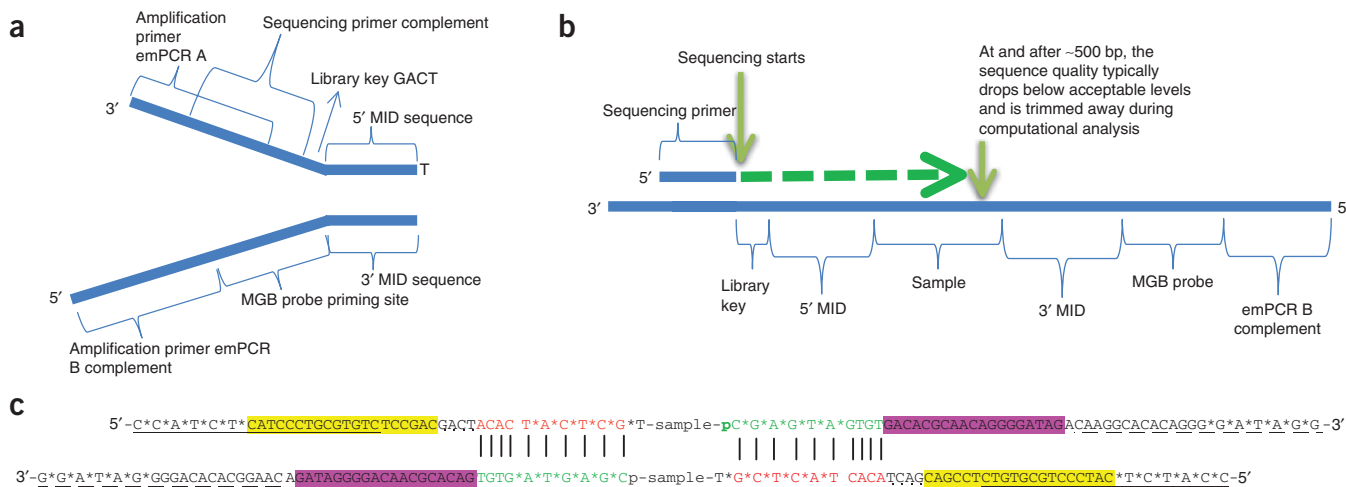 a
Amplification
primer
emPCR A
Sequencing primer complement
Library key GACT
3′
5′ MID sequence
T
3′ MID sequence
MGB probe priming site
5′
Amplification primer emPCR
B complement
b
Sequencing starts
At and after ~500 bp, the
sequence quality typically
drops below acceptable levels
and is trimmed away during
computational analysis
Sequencing primer
5′
3′
5
Library
key
5′ MID
Sample
3′ MID
MGB probe
emPCR B
complement
c
5′-C*C*A*T*C*T*CATCCCTGCGTGTCTCCGACGACTACAC T*A*C*T*C*G*T-sample-pC*G*A*G*T*A*GTGTGACACGCAACAGGGGATAGACAAGGCACACAGGG*G*A*T*A*G*G-3′
3′-G*G*A*T*A*G*GGGACACACGGAACAGATAGGGGACAACGCACAGTGTG*A*T*G*A*G*Cp-sample-T*G*C*T*C*A*T CACATCAGCAGCCTCTGTGCGTCCCTAC*T*C*T*A*C*C-5′